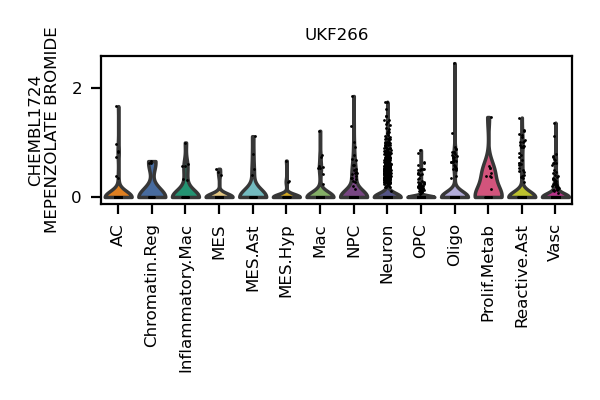 UKF266
CHEMBL1724
MEPENZOLATE BROMIDE
2
0
AC
Chromatin.Reg
Inflammatory.Mac
MES
MES.Ast
MES.Hyp
Mac
NPC
Neuron
OPC
Oligo
Prolif.Metab
Reactive.Ast
Vasc